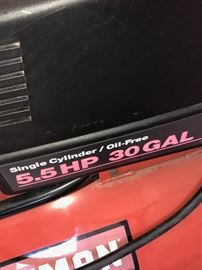 Single Cylinder / Oil-Free
5.5 HP 30 GAL